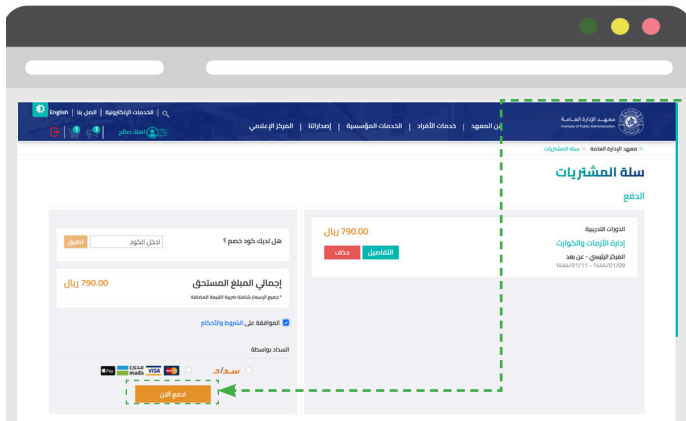 معهد الإدارة العامة
Institute of Public Administration
عن المعهد | خدمات الأفراد | الخدمات المؤسسية | إصداراتنا | المركز الإعلامي
الخدمات الإلكترونية | اتصل بنا | English
معهد الإدارة العامة » سلة المشتريات
سلة المشتريات
الدفع
الدورات التدريبية
إدارة الأزمات والكوارث
المركز الرئيسي - عن بعد
1444/01/11 - 1444/01/09
790.00 ريال
التفاصيل
حذف
هل لديك كود خصم ؟
ادخل الكود
تطبيق
إجمالي المبلغ المستحق
790.00 ريال
* جميع الإسعار شاملة ضريبة القيمة المضافة
الموافقة على الشروط والأحكام
السداد بواسطة
سداد
VISA
مدى
mada
Pay
ادفع الان